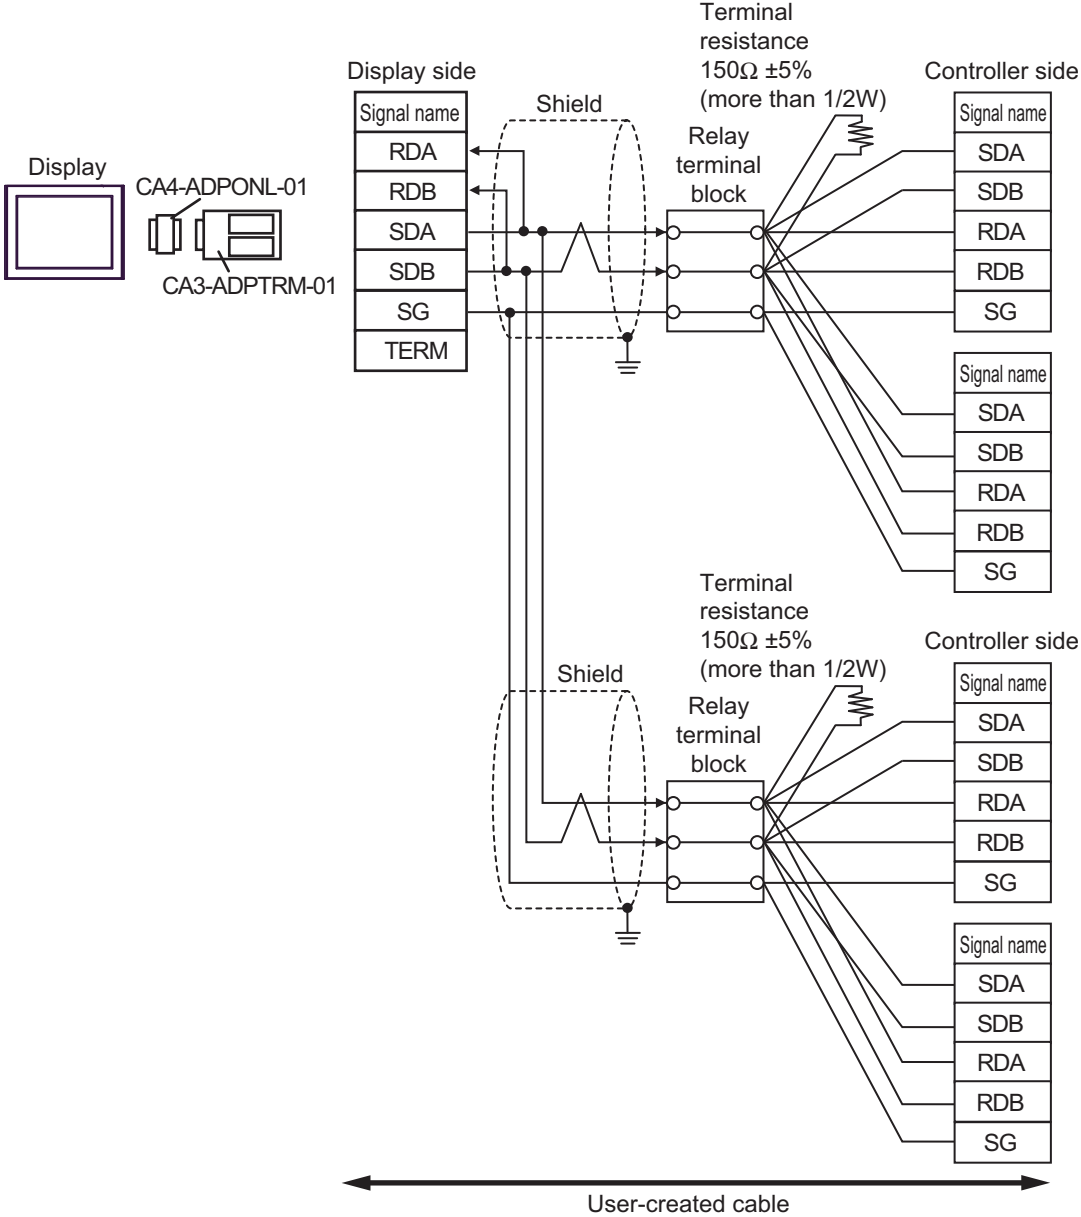 Display
CA4-ADPONL-01
CA3-ADPTRM-01
Display side
Signal name
RDA
RDB
SDA
SDB
SG
TERM
Shield
Terminal
resistance
150Ω ±5%
(more than 1/2W)
Relay
terminal
block
Controller side
Signal name
SDA
SDB
RDA
RDB
SG
Signal name
SDA
SDB
RDA
RDB
SG
Shield
Terminal
resistance
150Ω ±5%
(more than 1/2W)
Relay
terminal
block
Controller side
Signal name
SDA
SDB
RDA
RDB
SG
Signal name
SDA
SDB
RDA
RDB
SG
User-created cable